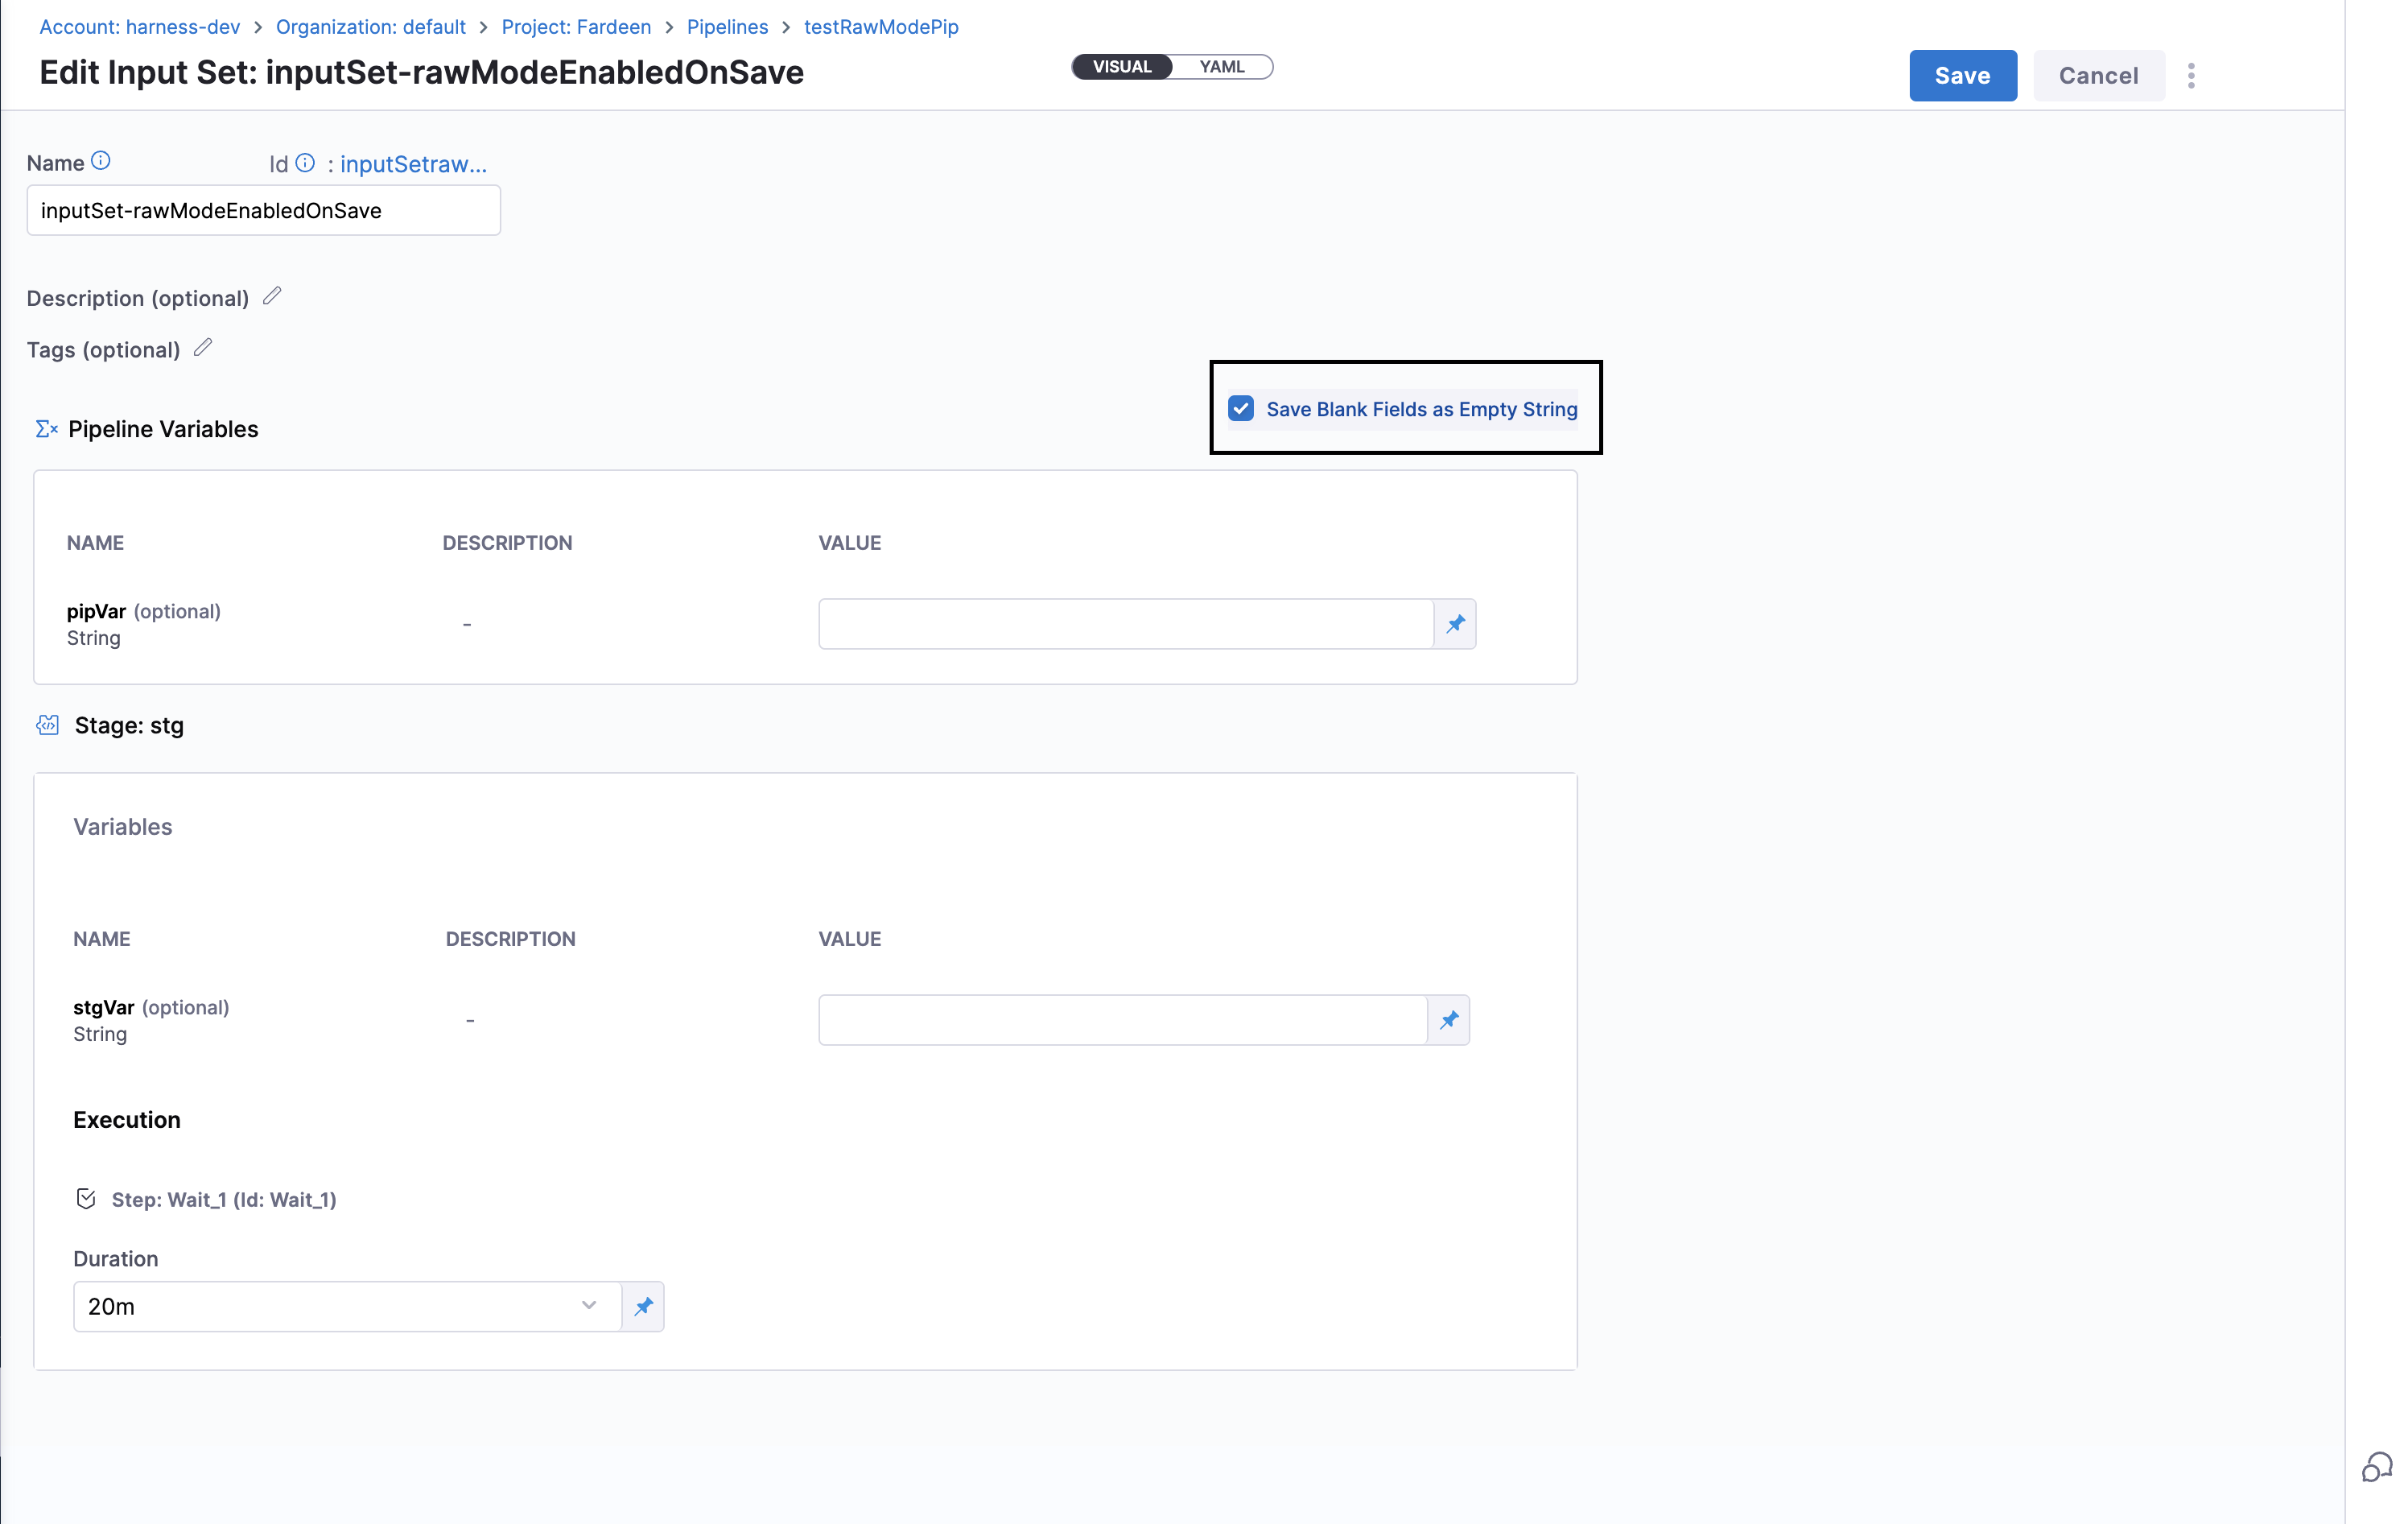 Account: harness-dev > Organization: default > Project: Fardeen > Pipelines > testRawModePip
Edit Input Set: inputSet-rawModeEnabledOnSave
VISUAL YAML
Save Cancel
Name Id : inputSetraw...
inputSet-rawModeEnabledOnSave
Description (optional)
Tags (optional)
Save Blank Fields as Empty String
Pipeline Variables
NAME DESCRIPTION VALUE
pipVar (optional)
String
-
Stage: stg
Variables
NAME DESCRIPTION VALUE
stgVar (optional)
String
-
Execution
Step: Wait_1 (Id: Wait_1)
Duration
20m